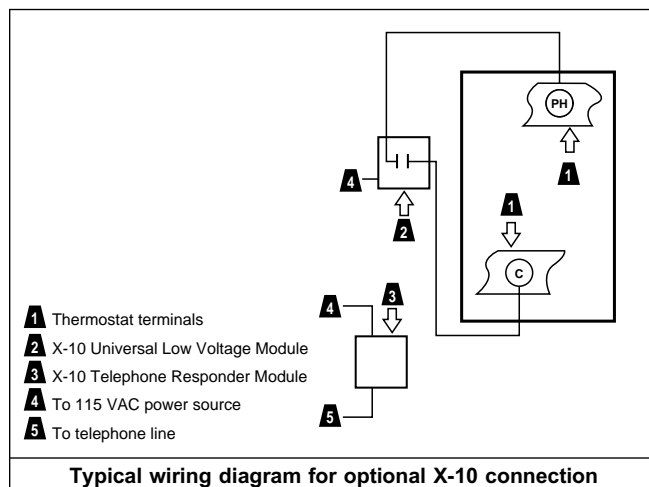 PH
1
4
1
2
C
3
4
1 Thermostat terminals
2 X-10 Universal Low Voltage Module
3 X-10 Telephone Responder Module
4 To 115 VAC power source
5 To telephone line
5
Typical wiring diagram for optional X-10 connection